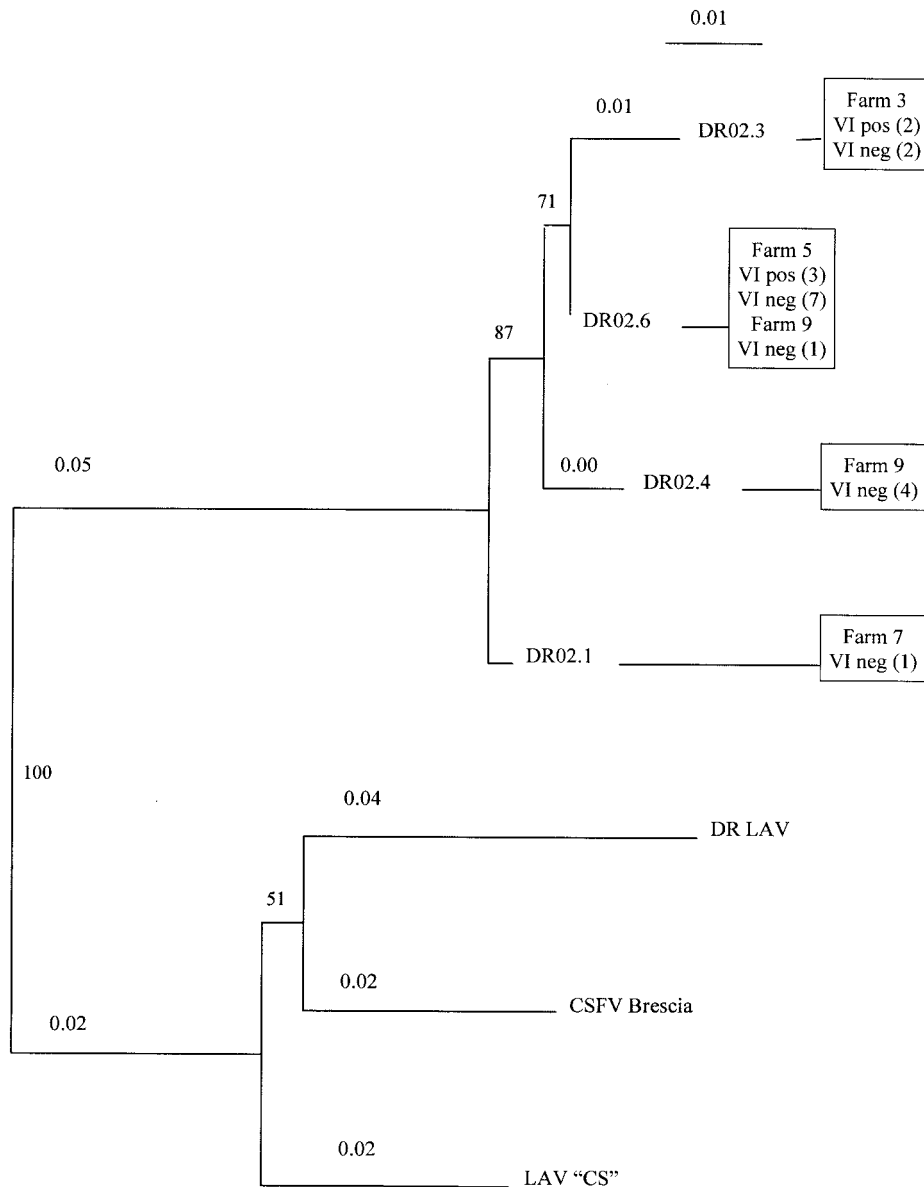 0.01
0.01
DR02.3
Farm 3
VI pos (2)
VI neg (2)
71
DR02.6
Farm 5
VI pos (3)
VI neg (7)
Farm 9
VI neg (1)
87
0.05
0.00
DR02.4
Farm 9
VI neg (4)
DR02.1
Farm 7
VI neg (1)
100
0.04
DR LAV
51
0.02
CSFV Brescia
0.02
0.02
LAV “CS”